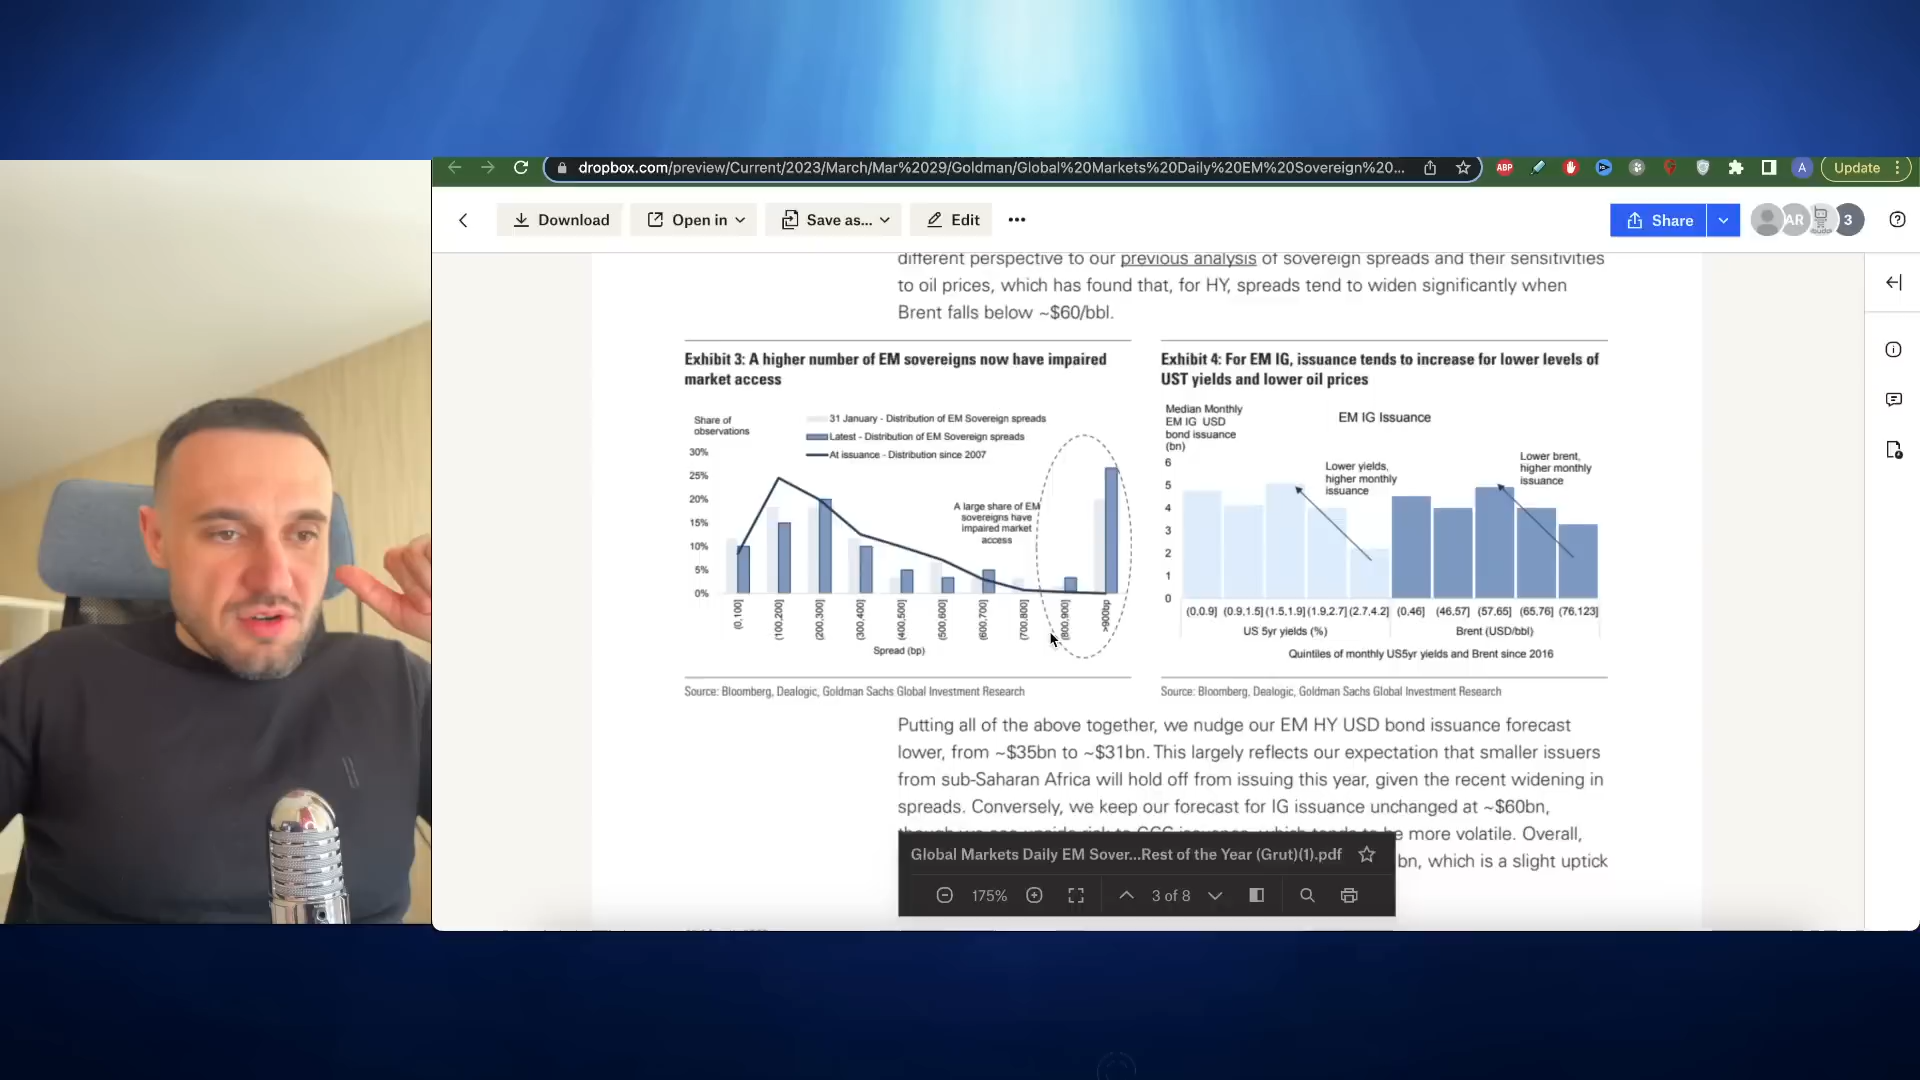 dropbox.com/preview/Current/2023/March/Mar%2029/Goldman/Global%20Markets%20Daily%20EM%20Sovereign%20...
ABP
A
Update
Download
Open in
Save as...
Edit
Share
AR
3
different perspective to our previous analysis of sovereign spreads and their sensitivities
to oil prices, which has found that, for HY, spreads tend to widen significantly when
Brent falls below ~$60/bbl.
Exhibit 3: A higher number of EM sovereigns now have impaired
market access
Share of
observations
31 January - Distribution of EM Sovereign spreads
Latest - Distribution of EM Sovereign spreads
At issuance - Distribution since 2007
30%
25%
20%
15%
10%
5%
0%
A large share of EM
sovereigns have
impaired market
access
(0,100]
(100,200]
(200,300]
(300,400]
(400,500]
(500,600]
(600,700]
(700,800]
(800,900]
>900bp
Spread (bp)
Source: Bloomberg, Dealogic, Goldman Sachs Global Investment Research
Exhibit 4: For EM IG, issuance tends to increase for lower levels of
UST yields and lower oil prices
Median Monthly
EM IG USD
bond issuance
(bn)
EM IG Issuance
6
5
4
3
2
1
0
Lower yields,
higher monthly
issuance
Lower brent,
higher monthly
issuance
(0,0.9] (0.9,1.5] (1.5,1.9] (1.9,2.7] (2.7,4.2] (0,46] (46,57] (57,65] (65,76] (76,123]
US 5yr yields (%) Brent (USD/bbl)
Quintiles of monthly US5yr yields and Brent since 2016
Source: Bloomberg, Dealogic, Goldman Sachs Global Investment Research
Putting all of the above together, we nudge our EM HY USD bond issuance forecast
lower, from ~$35bn to ~$31bn. This largely reflects our expectation that smaller issuers
from sub-Saharan Africa will hold off from issuing this year, given the recent widening in
spreads. Conversely, we keep our forecast for IG issuance unchanged at ~$60bn,
be more volatile. Overall,
bn, which is a slight uptick
Global Markets Daily EM Sover...Rest of the Year (Grut)(1).pdf
175%
3 of 8